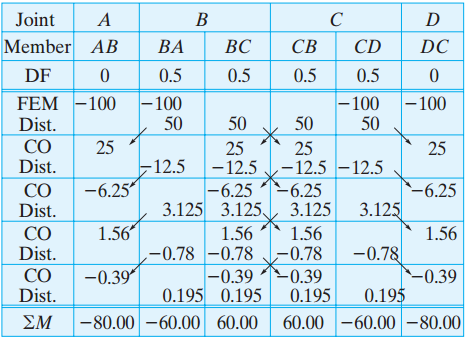 Joint A B C D
Member AB BA BC CB CD DC
DF 0 0.5 0.5 0.5 0.5 0
FEM −100 −100 −100 −100
Dist. 50 50 50 50
CO 25 25 25 25
Dist. −12.5 −12.5 −12.5 −12.5
CO −6.25 −6.25 −6.25 −6.25
Dist. 3.125 3.125 3.125 3.125
CO 1.56 1.56 1.56 1.56
Dist. −0.78 −0.78 −0.78 −0.78
CO −0.39 −0.39 −0.39 −0.39
Dist. 0.195 0.195 0.195 0.195
ΣM −80.00 −60.00 60.00 60.00 −60.00 −80.00